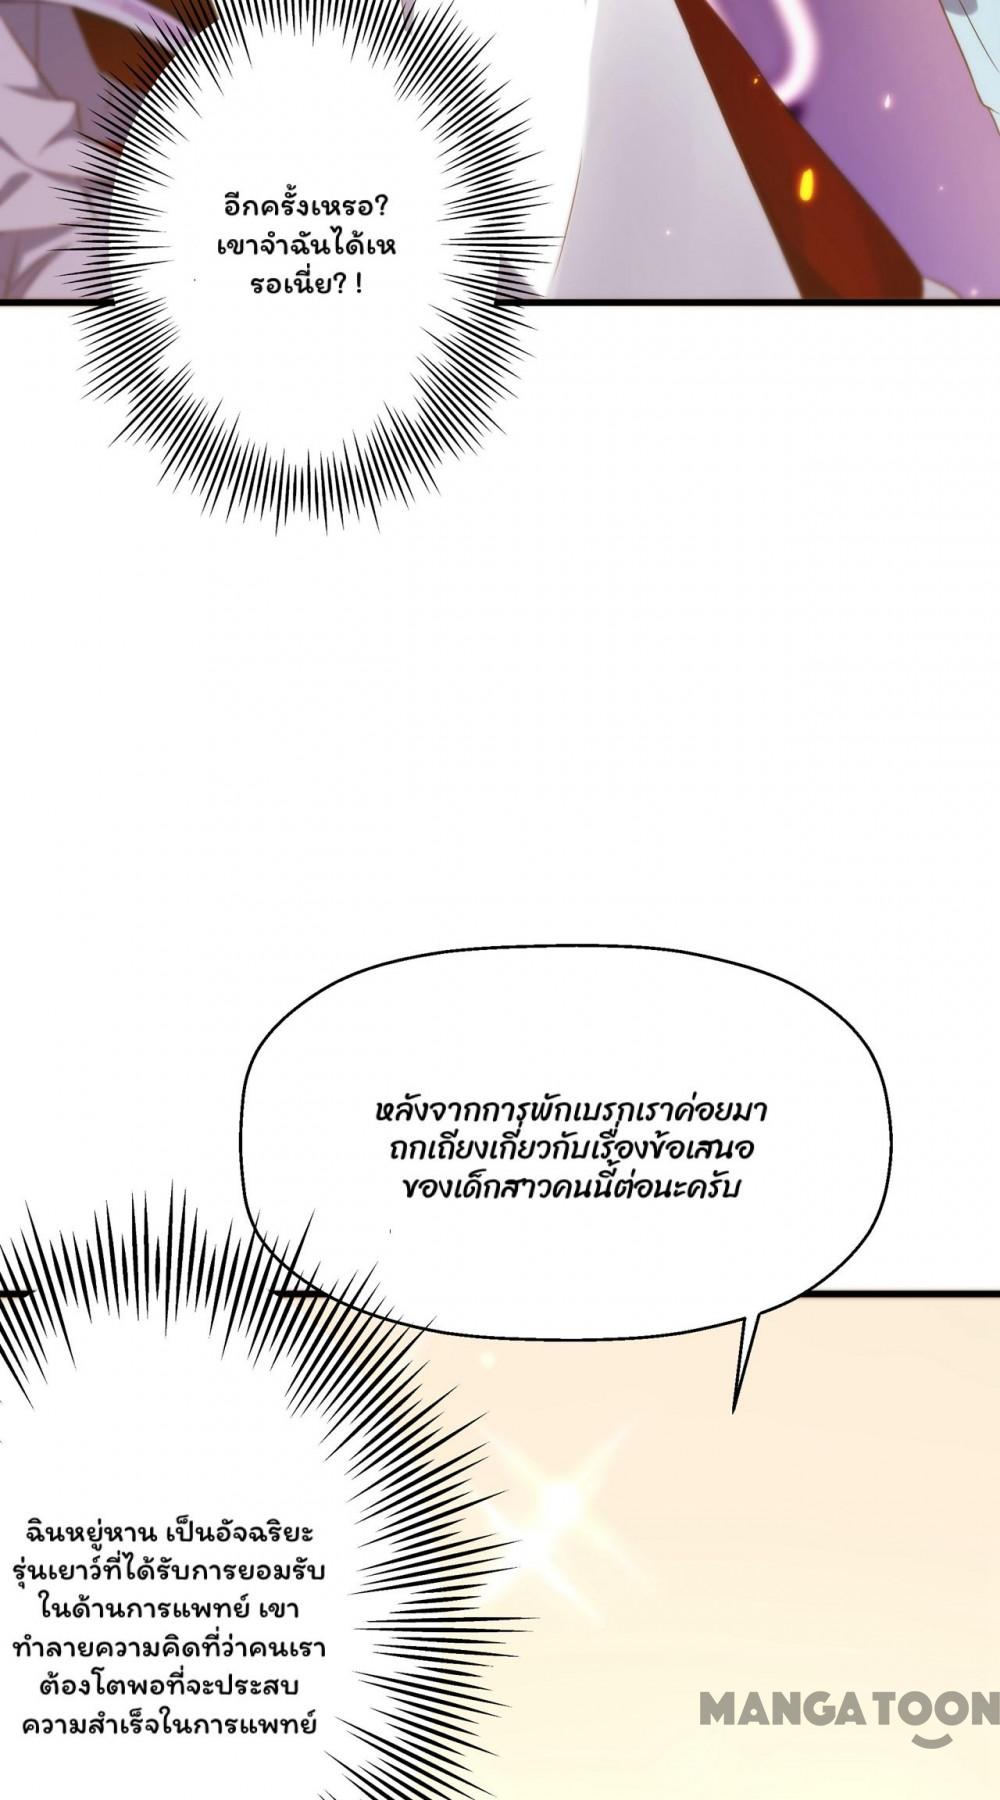 อีกครั้งเหรอ?
เขาจำฉันได้เห
รอเนี่ย?!
หลังจากการพักเบรกเราค่อยมา
ถกเถียงเกี่ยวกับเรื่องข้อเสนอ
ของเด็กสาวคนนี้ต่อนะครับ
ฉินหยู่หาน เป็นอัจฉริยะ
รุ่นเยาว์ที่ได้รับการยอมรับ
ในด้านการแพทย์ เขา
ทำลายความคิดที่ว่าคนเรา
ต้องโตพอที่จะประสบ
ความสำเร็จในการแพทย์
MANGATOON